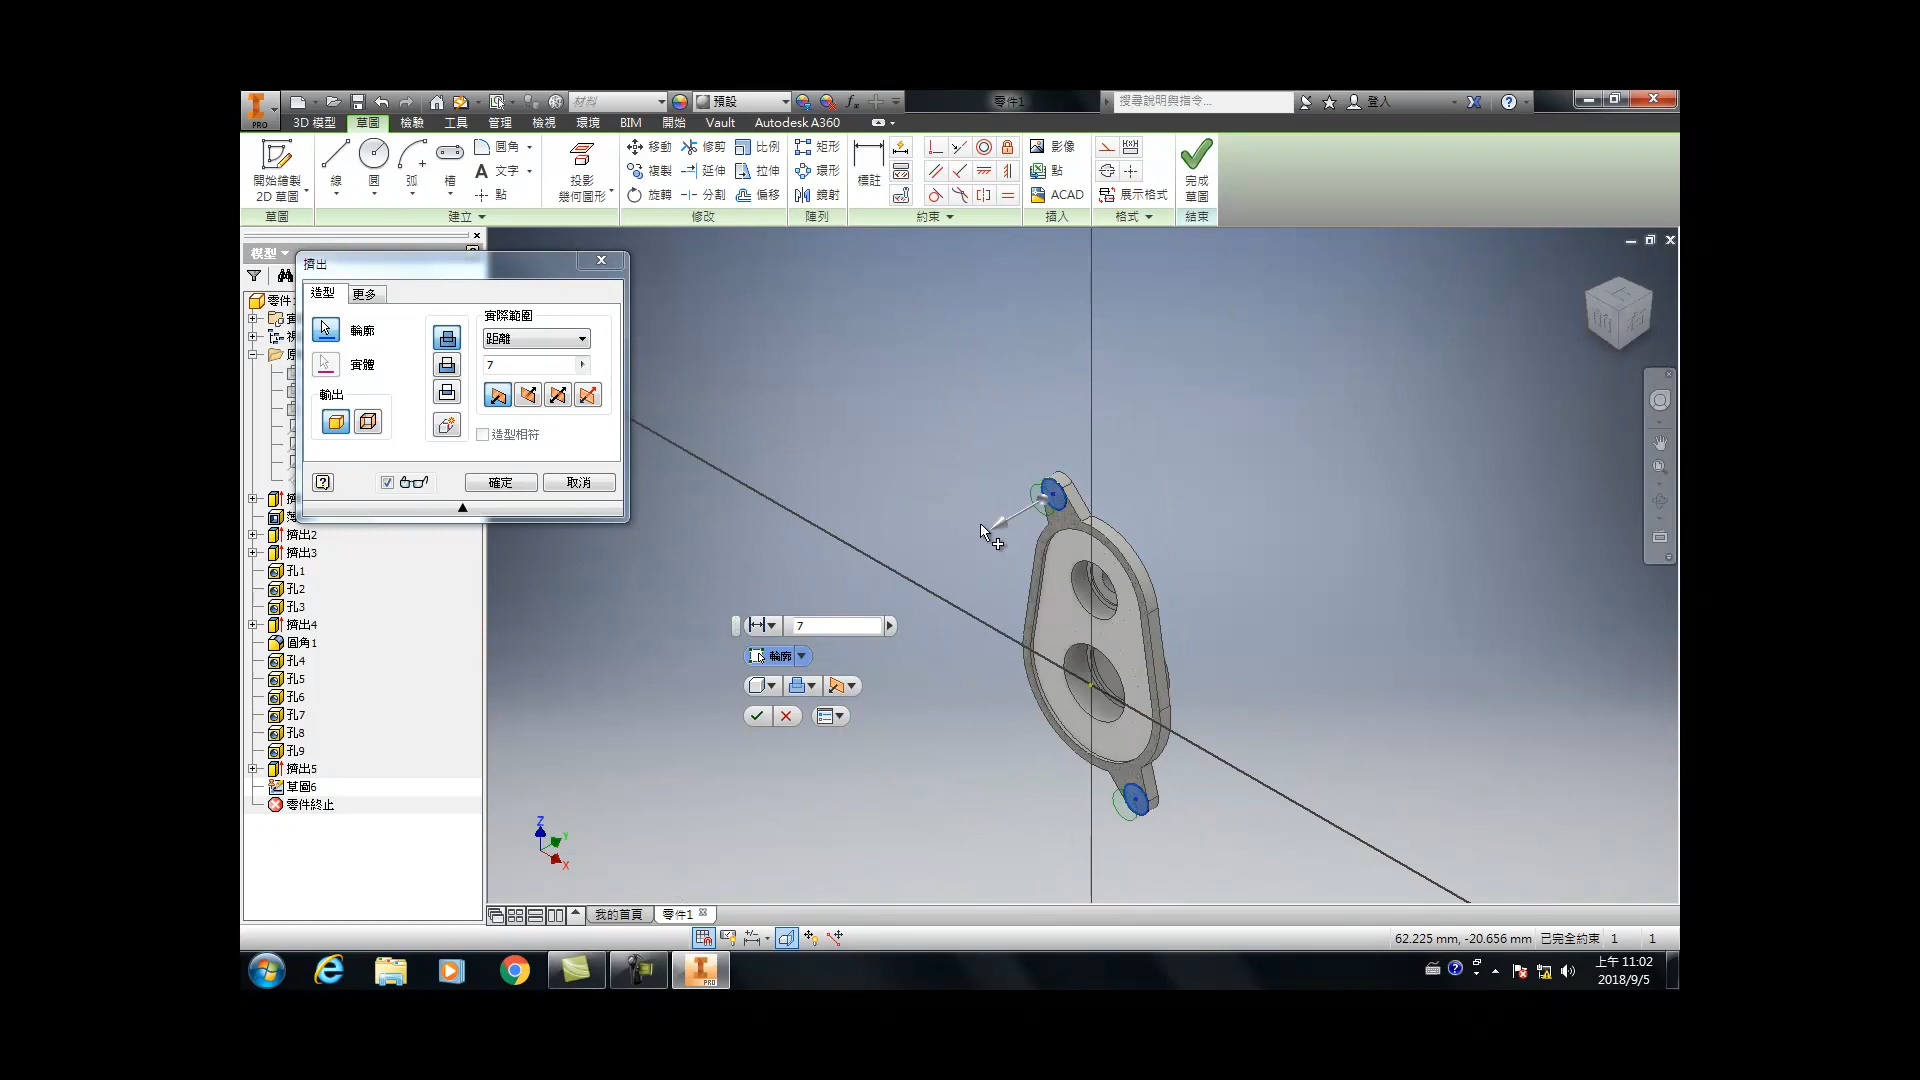 材料
預設
零件1
搜尋說明與指令...
登入
PRO
3D 模型
草圖
檢驗
工具
管理
檢視
環境
BIM
開始
Vault
Autodesk A360
開始繪製
2D 草圖
線
圓
弧
槽
圓角
文字
點
投影
幾何圖形
移動
修剪
比例
複製
延伸
拉伸
旋轉
分割
偏移
矩形
環形
鏡射
標註
影像
點
ACAD
展示格式
完成
草圖
草圖
建立
修改
陣列
約束
插入
格式
結束
模型
擠出
造型
更多
輪廓
實體
輸出
實際範圍
距離
7
造型相符
確定
取消
零件
擠出2
擠出3
孔1
孔2
孔3
擠出4
圓角1
孔4
孔5
孔6
孔7
孔8
孔9
擠出5
草圖6
零件終止
7
輪廓
上
前
右
Z
Y
X
我的首頁
零件1
62.225 mm, -20.656 mm
已完全約束
1
1
PRO
上午 11:02
2018/9/5